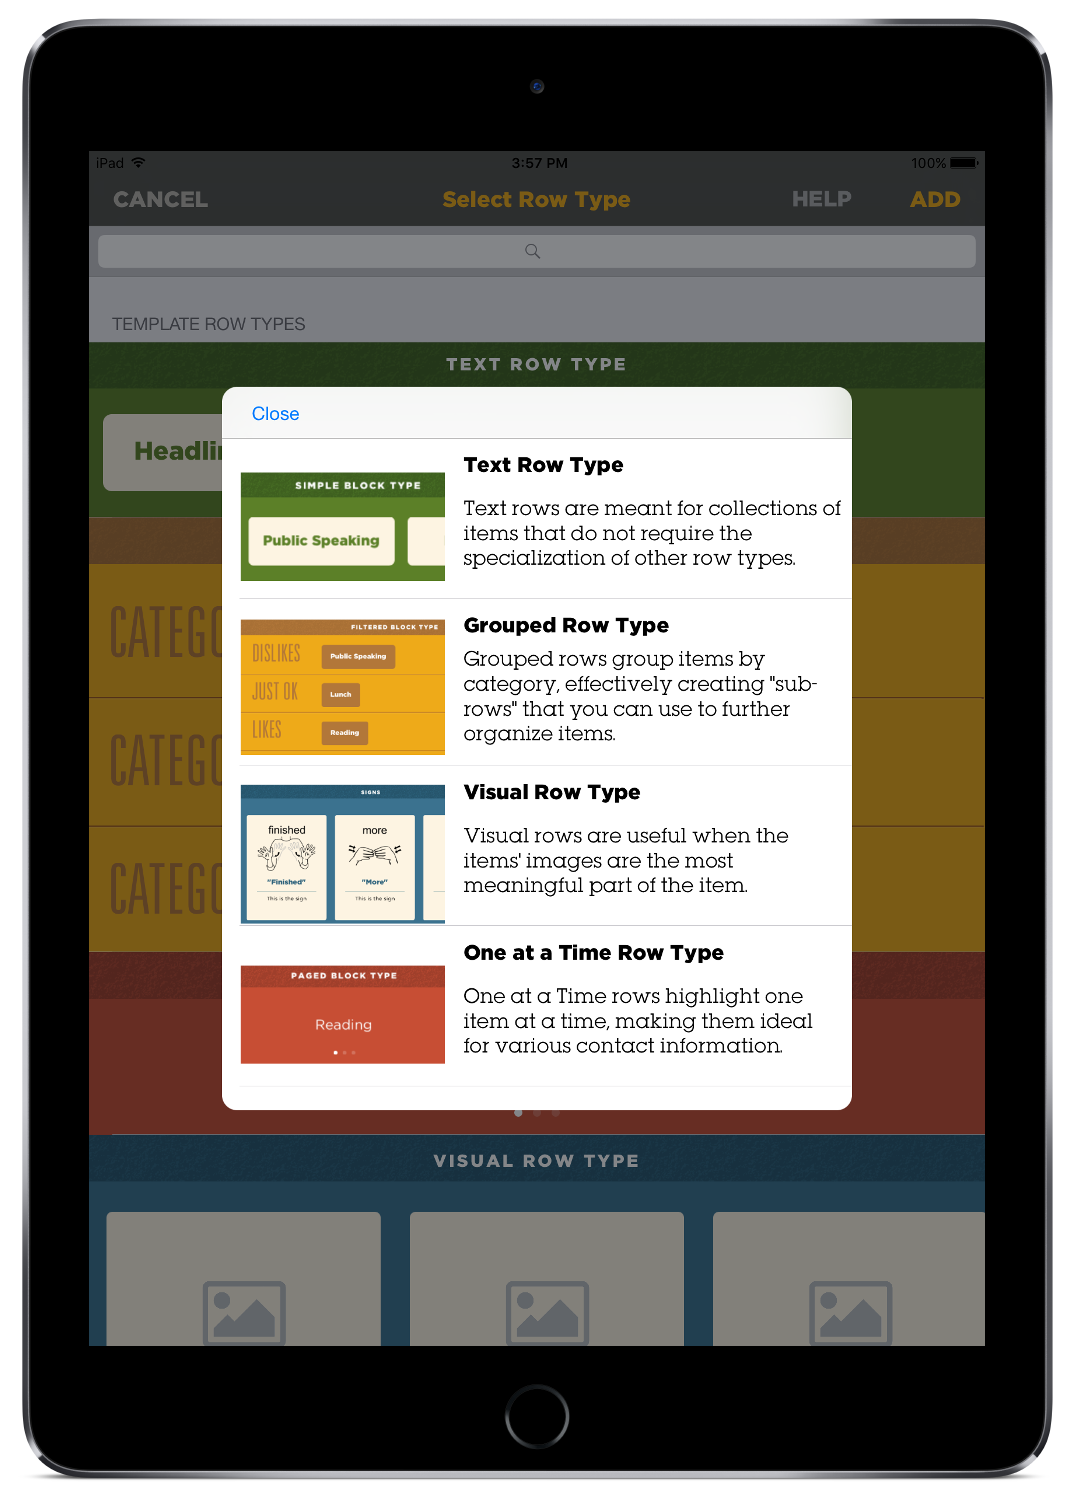 iPad 3:57 PM 100%
CANCEL Select Row Type HELP ADD
TEMPLATE ROW TYPES
TEXT ROW TYPE
Close
Headlin
SIMPLE BLOCK TYPE
Public Speaking
Text Row Type
Text rows are meant for collections of
items that do not require the
specialization of other row types.
CATEGO
CATEGO
CATEGO
FILTERED BLOCK TYPE
DISLIKES Public Speaking
JUST OK Lunch
LIKES Reading
Grouped Row Type
Grouped rows group items by
category, effectively creating "sub-
rows" that you can use to further
organize items.
SIGNS
finished more
"Finished" "More"
This is the sign This is the sign
Visual Row Type
Visual rows are useful when the
items' images are the most
meaningful part of the item.
PAGED BLOCK TYPE
Reading
One at a Time Row Type
One at a Time rows highlight one
item at a time, making them ideal
for various contact information.
VISUAL ROW TYPE